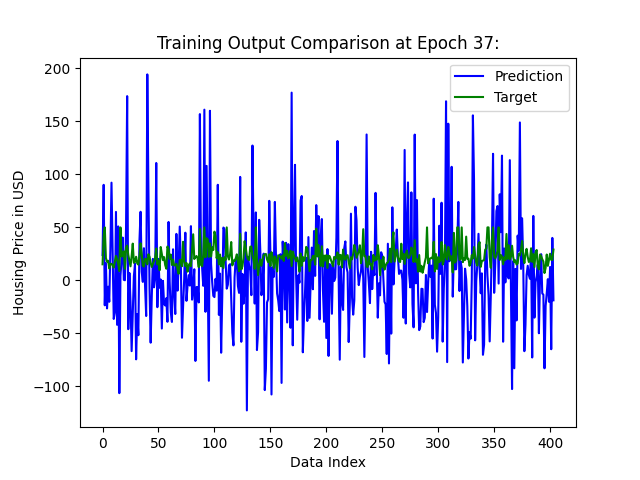 Training Output Comparison at Epoch 37:
Prediction
Target
Housing Price in USD
200
150
100
50
0
−50
−100
0 50 100 150 200 250 300 350 400
Data Index